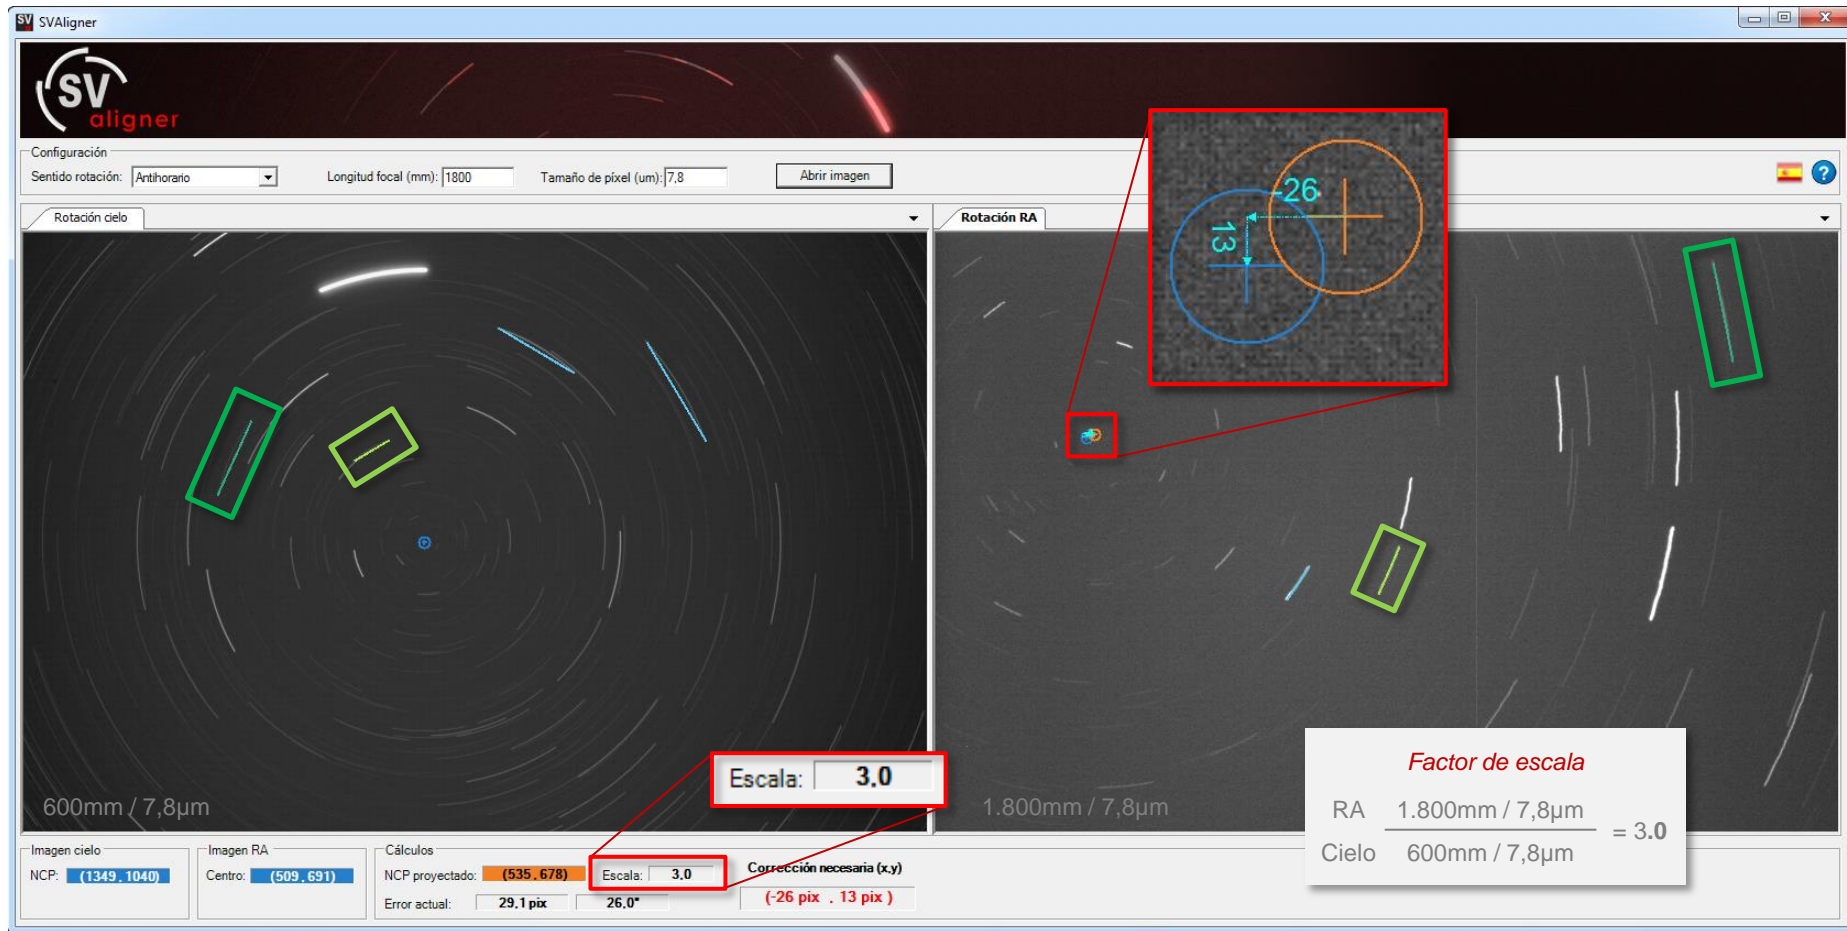 SV SVAligner
SV
aligner
Configuración
Sentido rotación: Antihorario
Longitud focal (mm): 1800
Tamaño de píxel (um): 7,8
Abrir imagen
?
Rotación cielo
Rotación RA
-26
13
600mm / 7,8µm
Escala: 3,0
1.800mm / 7,8µm
Factor de escala
RA 1.800mm / 7,8µm
= 3.0
Cielo 600mm / 7,8µm
Imagen cielo
NCP: (1349 , 1040)
Imagen RA
Centro: (509 , 691)
Cálculos
NCP proyectado: (535 , 678)
Escala: 3,0
Error actual: 29,1 pix 26,0°
Corrección necesaria (x,y)
(-26 pix , 13 pix )